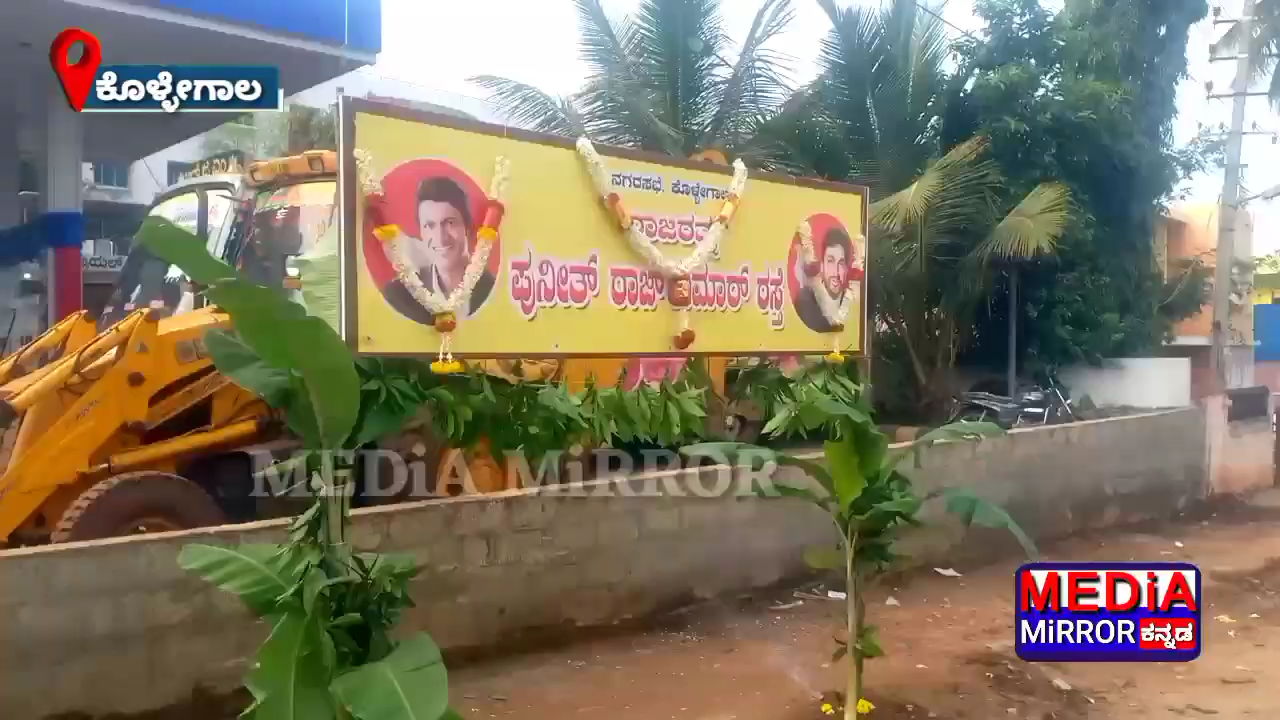 ಕೊಳ್ಳೇಗಾಲ
ನಗರಸಭೆ. ಕೊಳ್ಳೇಗಾಲ
ಪುನೀತ್ ರಾಜ್ ಕುಮಾರ್ ರಸ್ತೆ
MEDiA MiRROR
MEDiA
MiRROR ಕನ್ನಡ